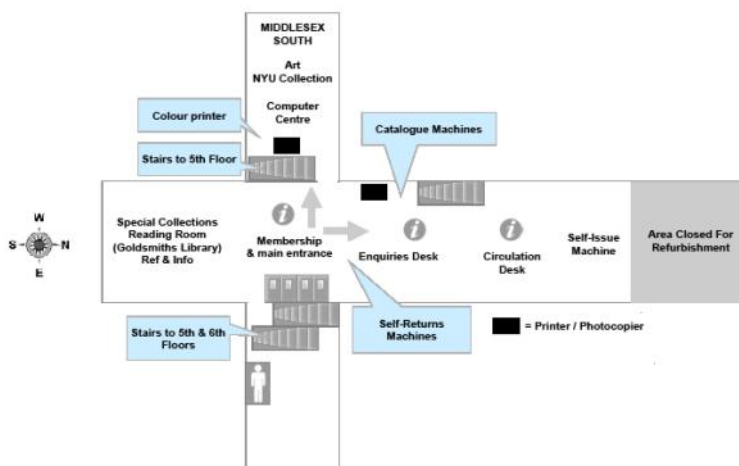 MIDDLESEX
SOUTH
Art
NYU Collection
Computer
Centre
Colour printer
Catalogue Machines
Stairs to 5th Floor
W
S
N
E
Special Collections
Reading Room
(Goldsmiths Library)
Ref & Info
i
Membership
& main entrance
i
Enquiries Desk
i
Circulation
Desk
Self-Issue
Machine
Area Closed For
Refurbishment
Stairs to 5th & 6th
Floors
Self-Returns
Machines
= Printer / Photocopier